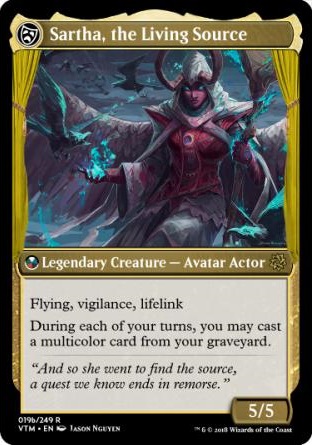 Sartha, the Living Source
Legendary Creature — Avatar Actor
Flying, vigilance, lifelink
During each of your turns, you may cast
a multicolor card from your graveyard.
“And so she went to find the source,
a quest we know ends in remorse.”
5/5
019b/249 R
VTM • EN Jason Nguyen
™ & © 2018 Wizards of the Coast